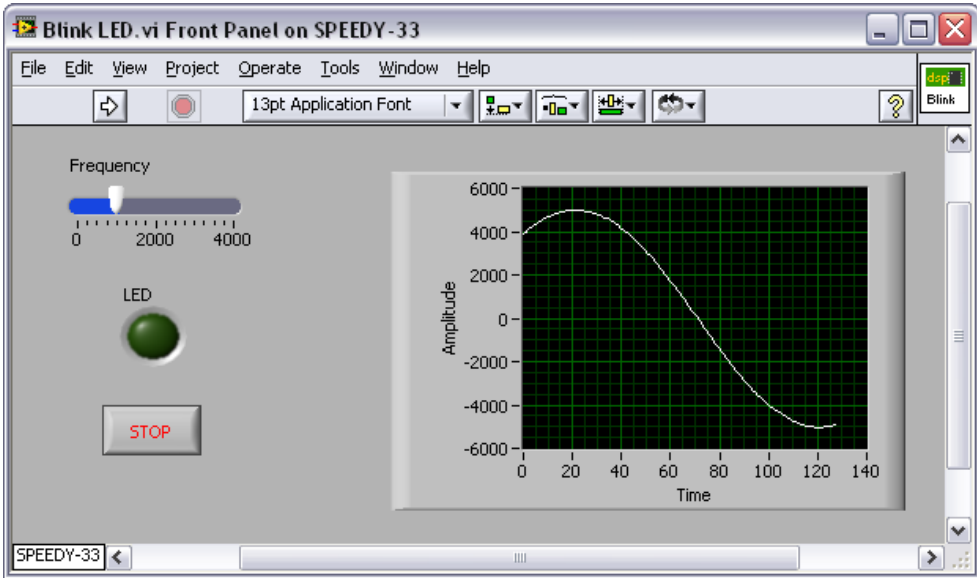 Blink LED.vi Front Panel on SPEEDY-33
File Edit View Project Operate Tools Window Help
dsp
Blink
13pt Application Font
?
Frequency
0 2000 4000
LED
STOP
6000
4000
2000
0
-2000
-4000
-6000
Amplitude
0 20 40 60 80 100 120 140
Time
SPEEDY-33